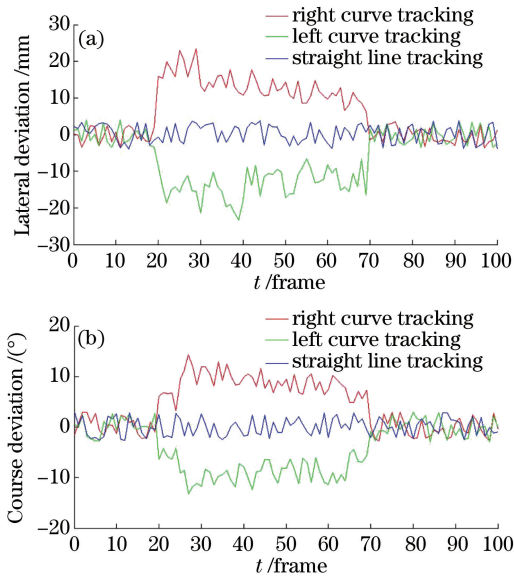 (a)
right curve tracking
left curve tracking
straight line tracking
Lateral deviation /mm
30
20
10
0
−10
−20
−30
0 10 20 30 40 50 60 70 80 90 100
t /frame
(b)
right curve tracking
left curve tracking
straight line tracking
Course deviation /(°)
20
10
0
−10
−20
0 10 20 30 40 50 60 70 80 90 100
t /frame